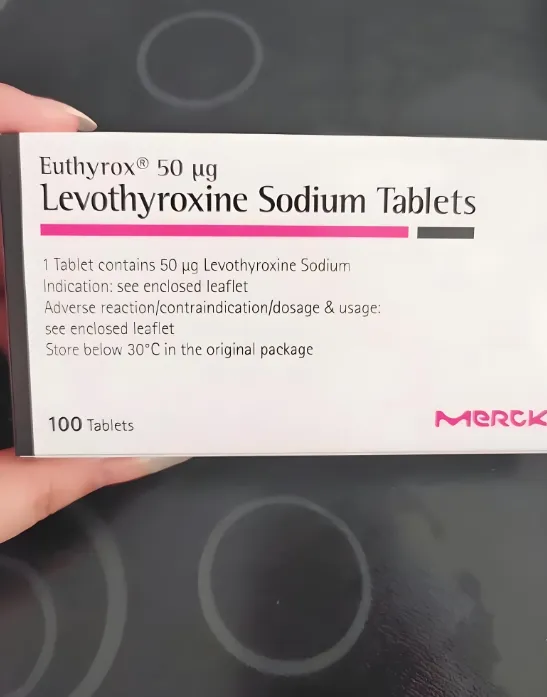 Euthyrox® 50 µg
Levothyroxine Sodium Tablets
1 Tablet contains 50 µg Levothyroxine Sodium
Indication: see enclosed leaflet
Adverse reaction/contraindication/dosage & usage:
see enclosed leaflet
Store below 30°C in the original package
100 Tablets
MERCK